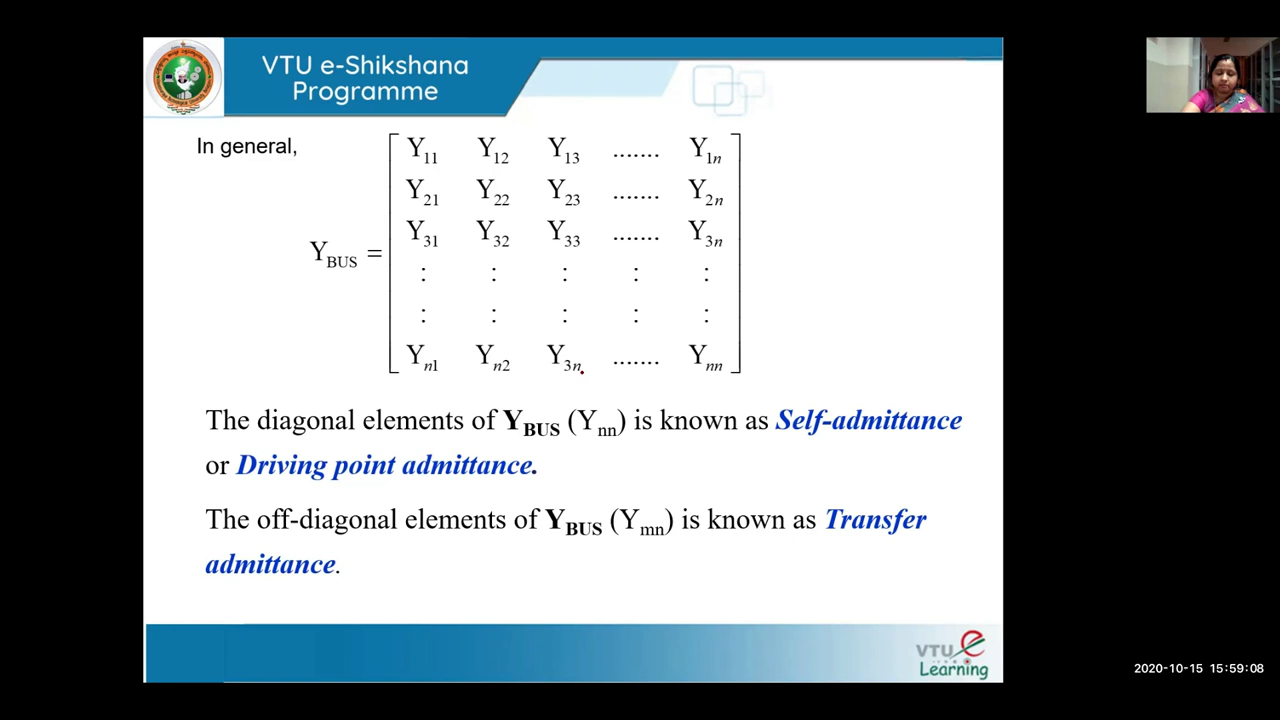 VTU e-Shikshana
Programme
In general,
Y11 Y12 Y13 ....... Y1n
Y21 Y22 Y23 ....... Y2n
Y31 Y32 Y33 ....... Y3n
YBUS =
: : : : :
: : : : :
Yn1 Yn2 Y3n ....... Ynn
The diagonal elements of YBUS (Ynn) is known as Self-admittance
or Driving point admittance.
The off-diagonal elements of YBUS (Ymn) is known as Transfer
admittance.
VTU e
Learning
2020-10-15 15:59:08